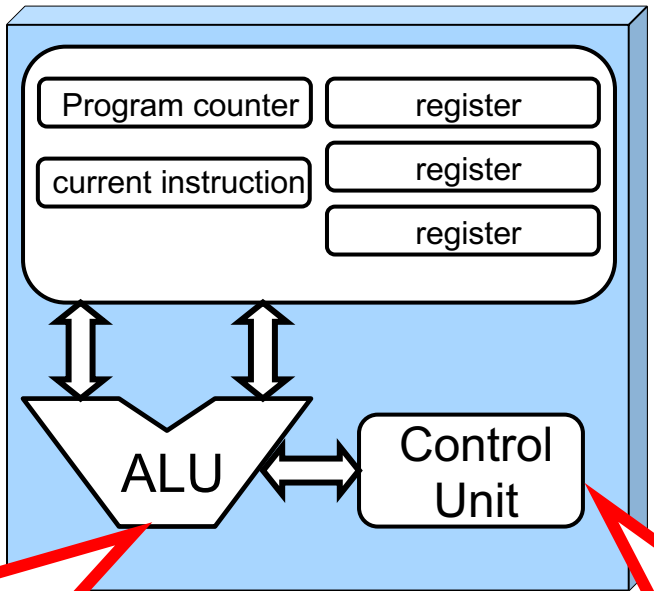 Program counter
register
current instruction
register
register
ALU
Control
Unit